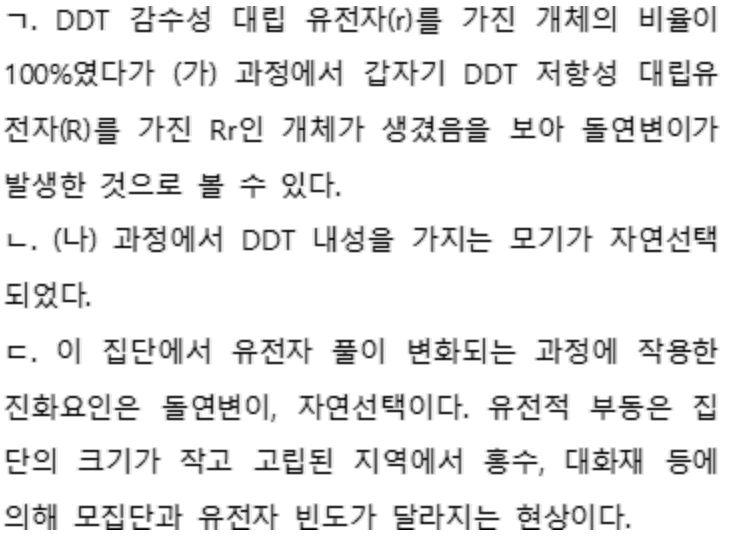 ㄱ. DDT 감수성 대립 유전자(r)를 가진 개체의 비율이
100%였다가 (가) 과정에서 갑자기 DDT 저항성 대립유
전자(R)를 가진 Rr인 개체가 생겼음을 보아 돌연변이가
발생한 것으로 볼 수 있다.
ㄴ. (나) 과정에서 DDT 내성을 가지는 모기가 자연선택
되었다.
ㄷ. 이 집단에서 유전자 풀이 변화되는 과정에 작용한
진화요인은 돌연변이, 자연선택이다. 유전적 부동은 집
단의 크기가 작고 고립된 지역에서 홍수, 대화재 등에
의해 모집단과 유전자 빈도가 달라지는 현상이다.